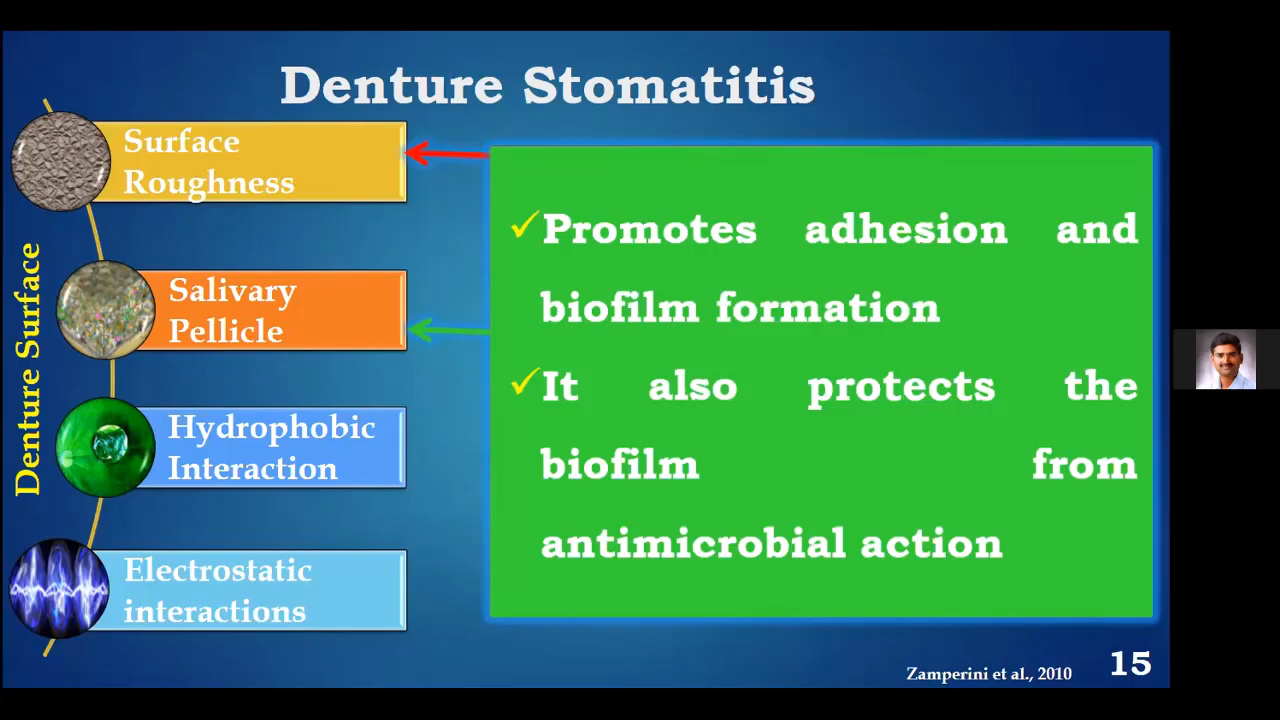 Denture Stomatitis
Denture Surface
Surface
Roughness
Salivary
Pellicle
Hydrophobic
Interaction
Electrostatic
interactions
✓Promotes adhesion and
biofilm formation
✓It also protects the
biofilm from
antimicrobial action
Zamperini et al., 2010
15